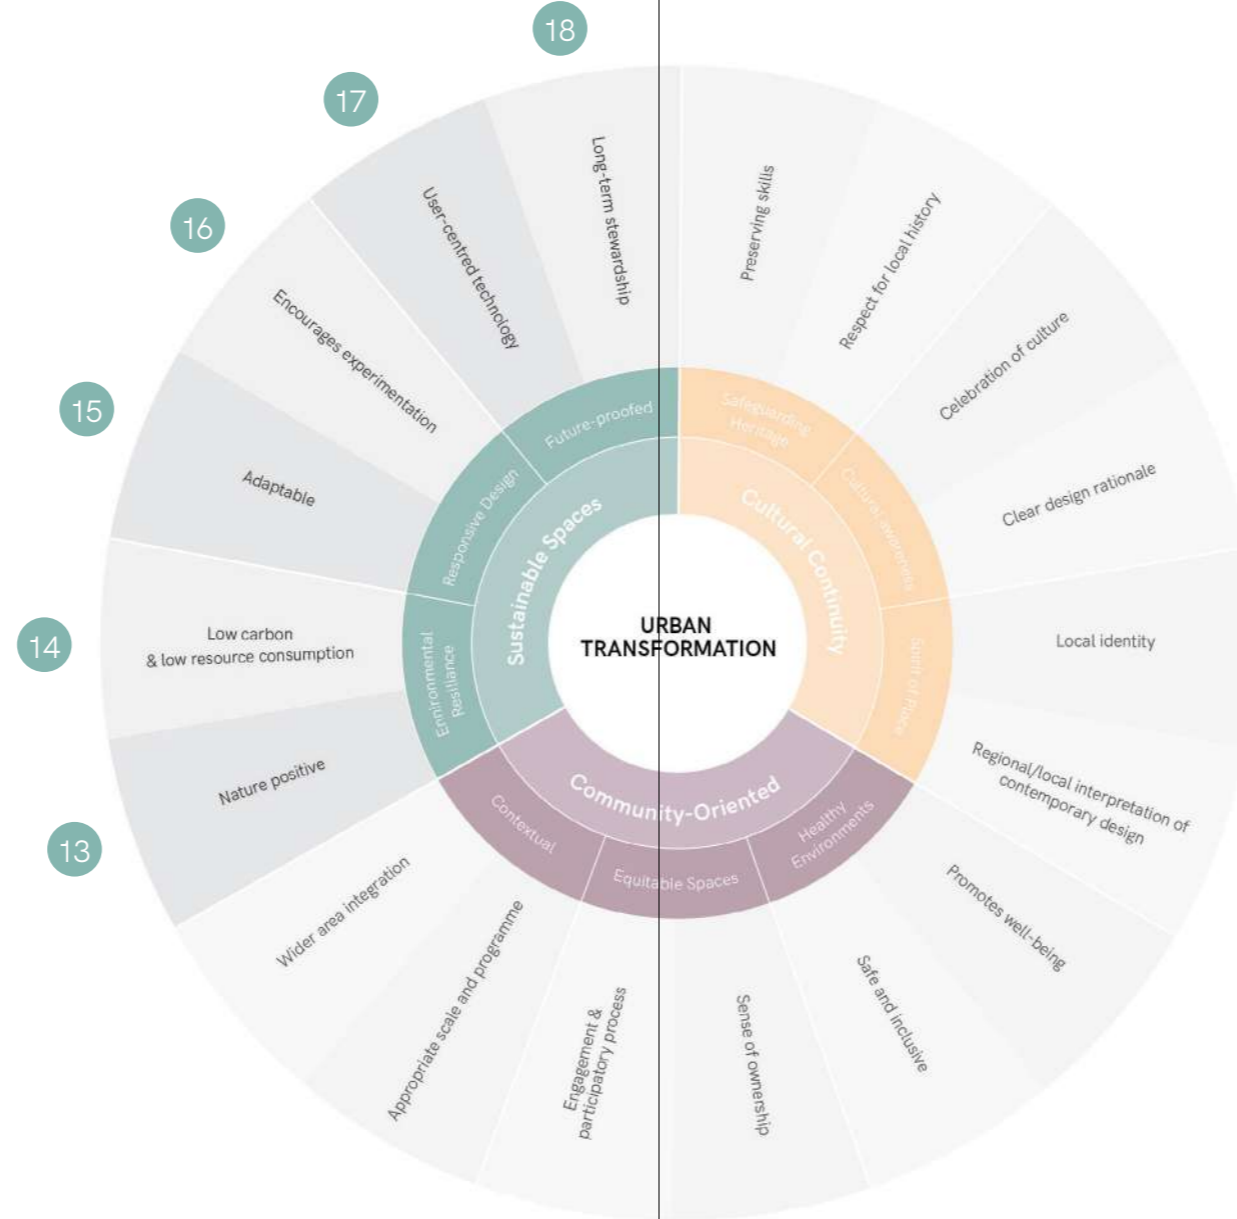 18
17
16
15
14
13
Long-term
stewardship
User-centred technology
Encourages experimentation
Adaptable
Low carbon
& low resource consumption
Nature positive
Wider area integration
Appropriate scale and programme
Engagement &
participatory process
Sense of ownership
Safe and inclusive
Promotes well-being
Regional/local interpretation of
contemporary design
Local identity
Clear design rationale
Celebration of culture
Respect for local history
Preserving skills
Future-proofed
Responsive Design
Ennironmental
Resiliance
Contextual
Equitable Spaces
Healthy
Environments
Spirit of Place
Cultural awareness
Safeguarding
Heritage
Sustainable Spaces
Cultural Continuity
Community-Oriented
URBAN
TRANSFORMATION